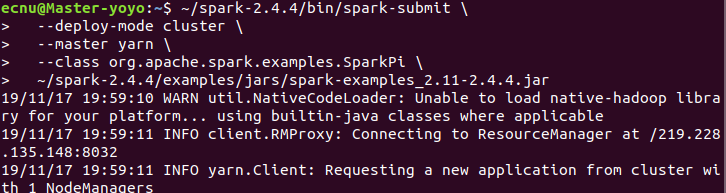 ecnu@Master-yoyo:~$ ~/spark-2.4.4/bin/spark-submit \
>   --deploy-mode cluster \
>   --master yarn \
>   --class org.apache.spark.examples.SparkPi \
>   ~/spark-2.4.4/examples/jars/spark-examples_2.11-2.4.4.jar
19/11/17 19:59:10 WARN util.NativeCodeLoader: Unable to load native-hadoop libra
ry for your platform... using builtin-java classes where applicable
19/11/17 19:59:11 INFO client.RMProxy: Connecting to ResourceManager at /219.228
.135.148:8032
19/11/17 19:59:11 INFO yarn.Client: Requesting a new application from cluster wi
th 1 NodeManagers